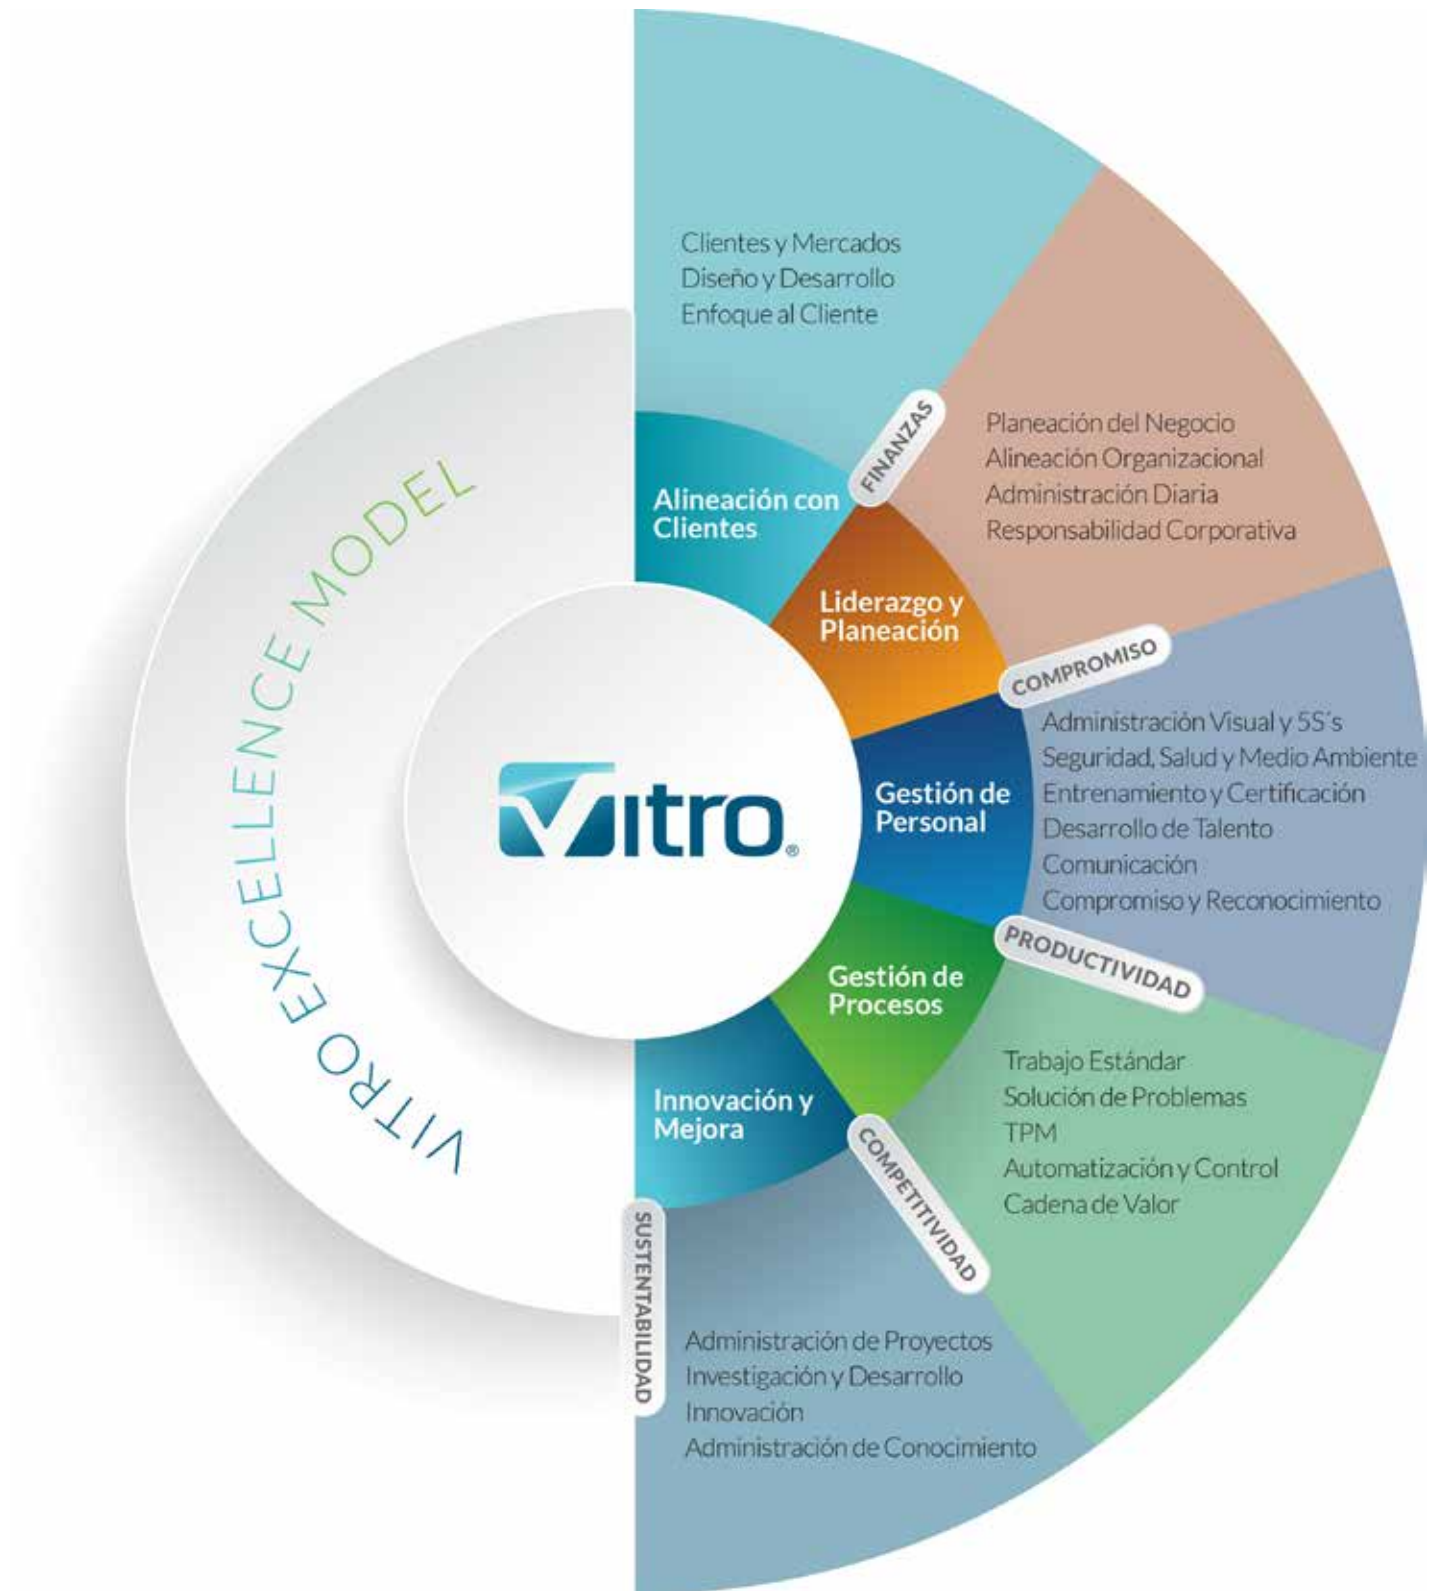 Clientes y Mercados
Diseño y Desarrollo
Enfoque al Cliente
FINANZAS
Alineación con
Clientes
Planeación del Negocio
Alineación Organizacional
Administración Diaria
Responsabilidad Corporativa
Liderazgo y
Planeación
COMPROMISO
VITRO EXCELLENCE MODEL
Vitro®
Gestión de
Personal
Administración Visual y 5S´s
Seguridad, Salud y Medio Ambiente
Entrenamiento y Certificación
Desarrollo de Talento
Comunicación
Compromiso y Reconocimiento
PRODUCTIVIDAD
Gestión de
Procesos
Trabajo Estándar
Solución de Problemas
TPM
Automatización y Control
Cadena de Valor
COMPETITIVIDAD
Innovación y
Mejora
SUSTENTABILIDAD
Administración de Proyectos
Investigación y Desarrollo
Innovación
Administración de Conocimiento